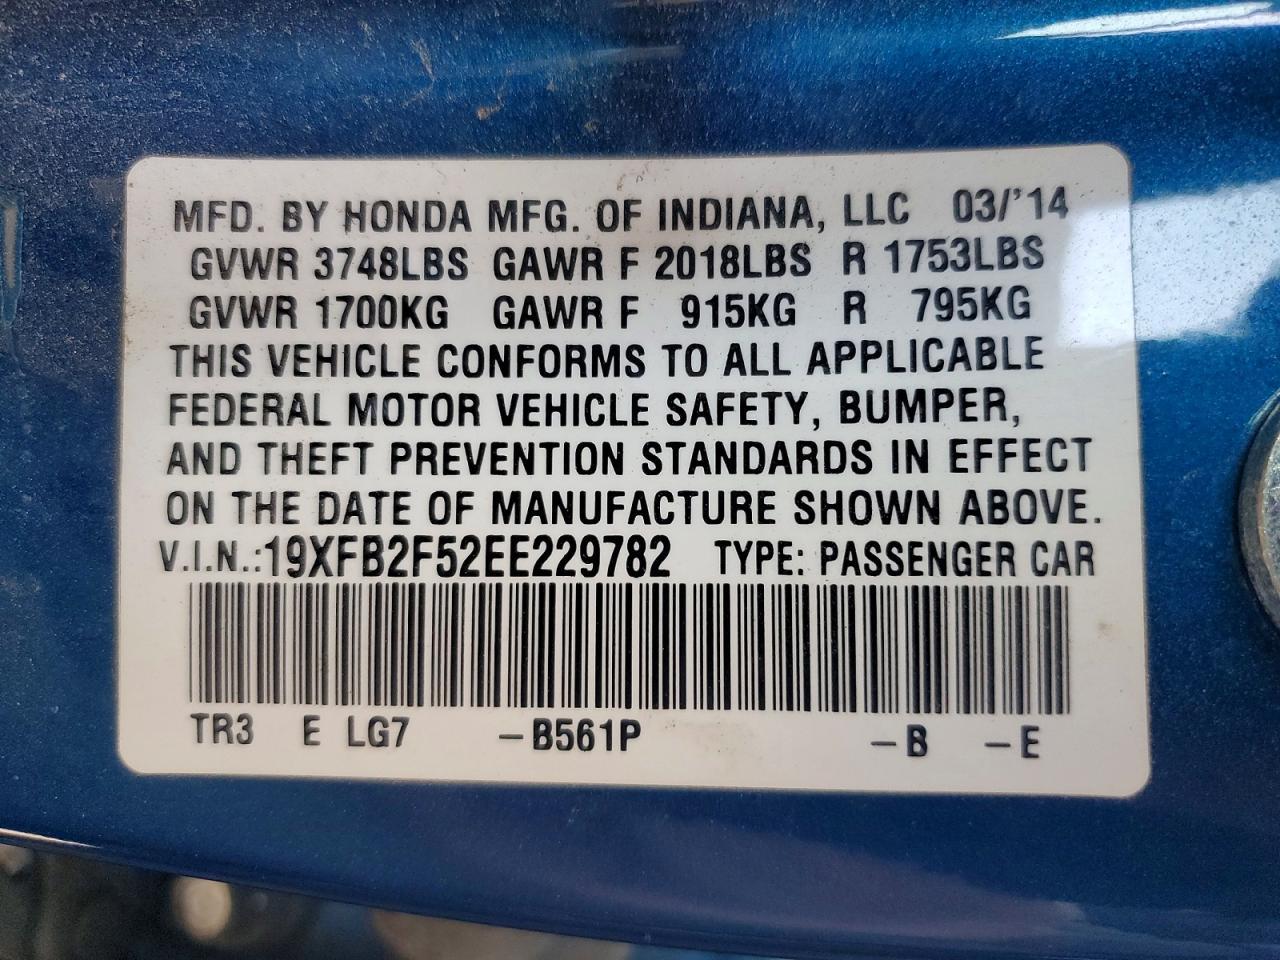 MFD. BY HONDA MFG. OF INDIANA, LLC 03/'14
GVWR 3748LBS GAWR F 2018LBS R 1753LBS
GVWR 1700KG GAWR F 915KG R 795KG
THIS VEHICLE CONFORMS TO ALL APPLICABLE
FEDERAL MOTOR VEHICLE SAFETY, BUMPER,
AND THEFT PREVENTION STANDARDS IN EFFECT
ON THE DATE OF MANUFACTURE SHOWN ABOVE.
V.I.N.:19XFB2F52EE229782 TYPE: PASSENGER CAR
TR3 E LG7 -B561P -B -E